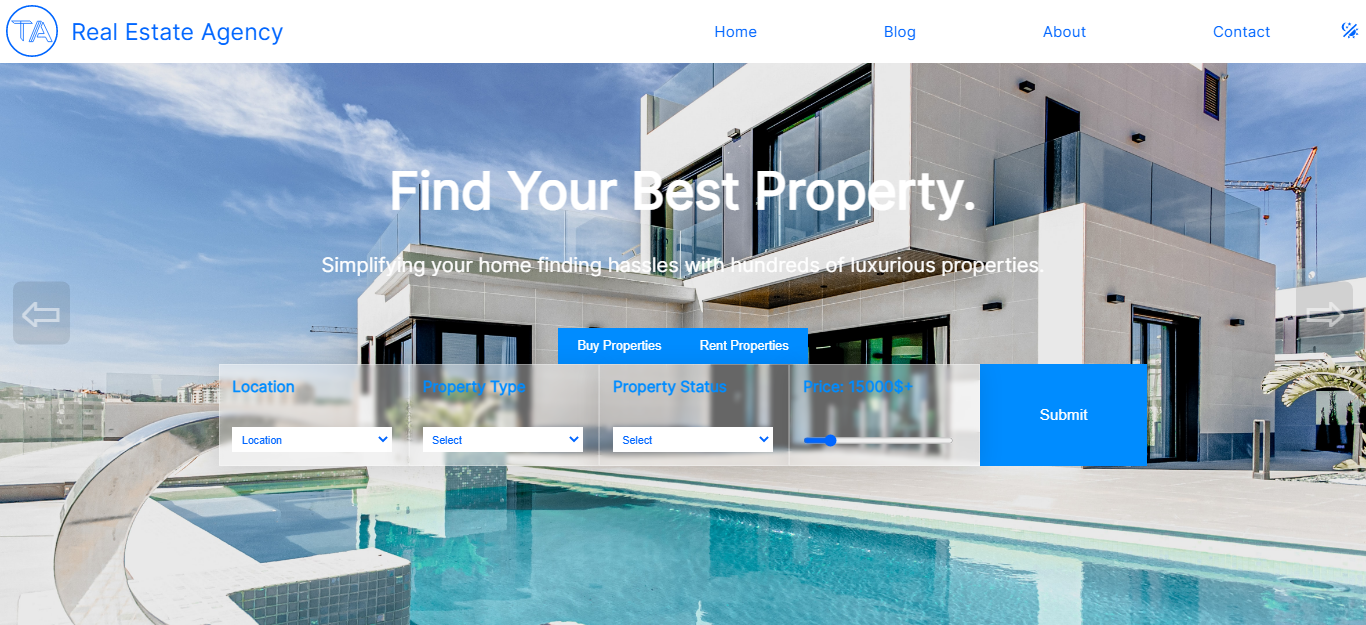 TA Real Estate Agency
Home Blog About Contact
Find Your Best Property.
Simplifying your home finding hassles with hundreds of luxurious properties.
Buy Properties Rent Properties
Location Property Type Property Status Price: 15000$+
Location Select Select
Submit